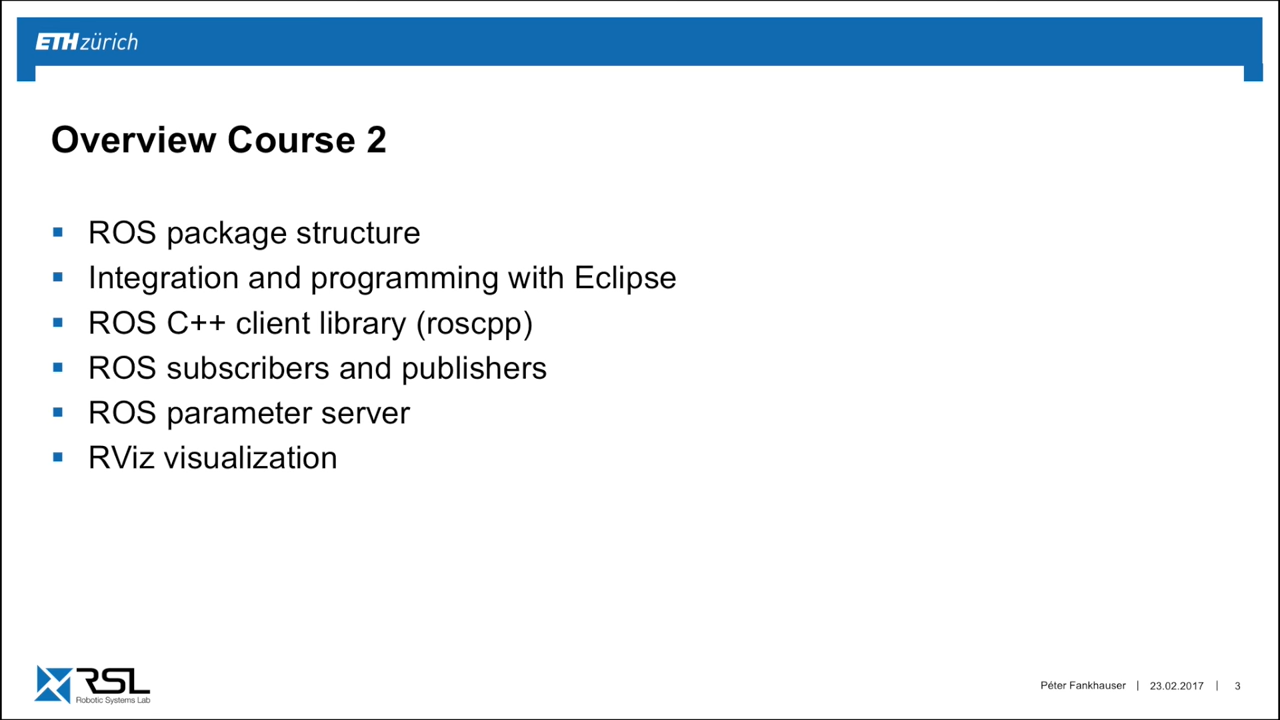 ETH zürich
Overview Course 2
▪ ROS package structure
▪ Integration and programming with Eclipse
▪ ROS C++ client library (roscpp)
▪ ROS subscribers and publishers
▪ ROS parameter server
▪ RViz visualization
RSL
Robotic Systems Lab
Péter Fankhauser | 23.02.2017 | 3